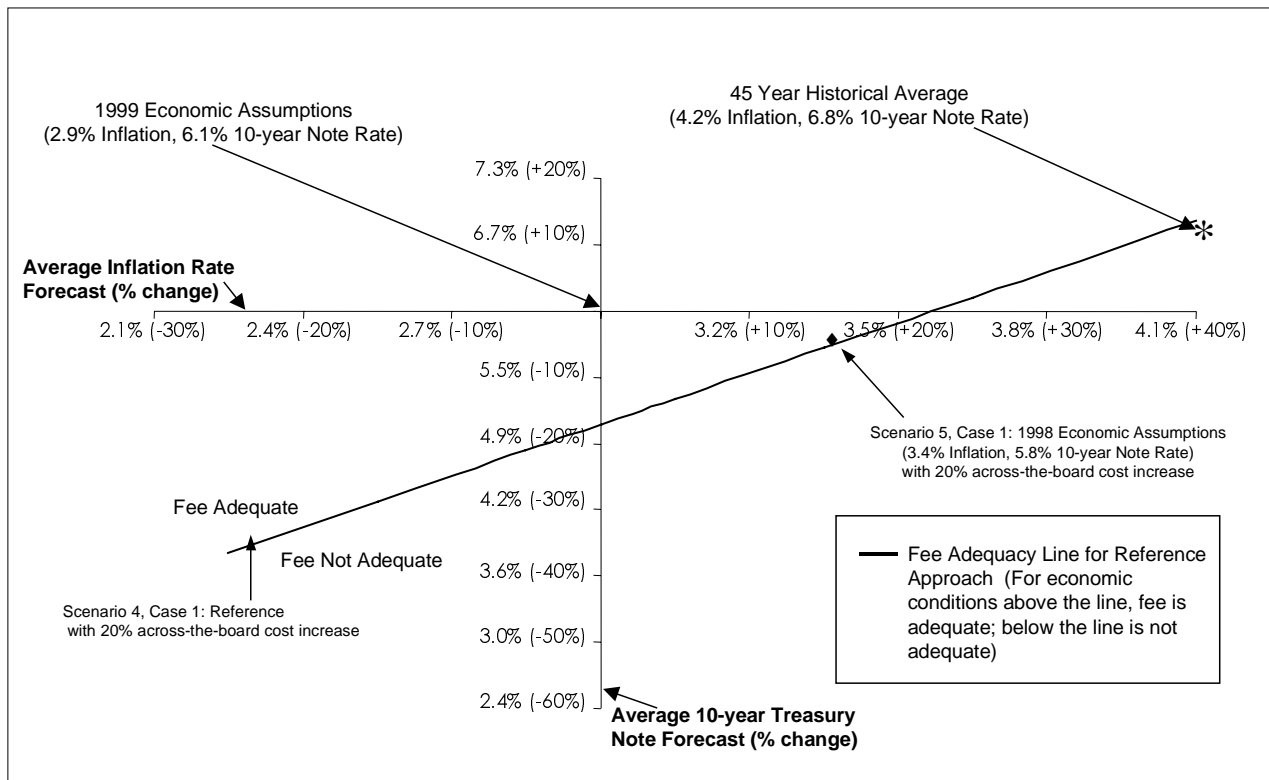 1999 Economic Assumptions
(2.9% Inflation, 6.1% 10-year Note Rate)
45 Year Historical Average
(4.2% Inflation, 6.8% 10-year Note Rate)
7.3% (+20%)
6.7% (+10%)
Average Inflation Rate
Forecast (% change)
2.1% (-30%)
2.4% (-20%)
2.7% (-10%)
3.2% (+10%)
3.5% (+20%)
3.8% (+30%)
4.1% (+40%)
5.5% (-10%)
4.9% (-20%)
4.2% (-30%)
3.6% (-40%)
3.0% (-50%)
2.4% (-60%)
Scenario 5, Case 1: 1998 Economic Assumptions
(3.4% Inflation, 5.8% 10-year Note Rate)
with 20% across-the-board cost increase
Fee Adequate
Fee Not Adequate
Scenario 4, Case 1: Reference
with 20% across-the-board cost increase
Fee Adequacy Line for Reference
Approach (For economic
conditions above the line, fee is
adequate; below the line is not
adequate)
Average 10-year Treasury
Note Forecast (% change)